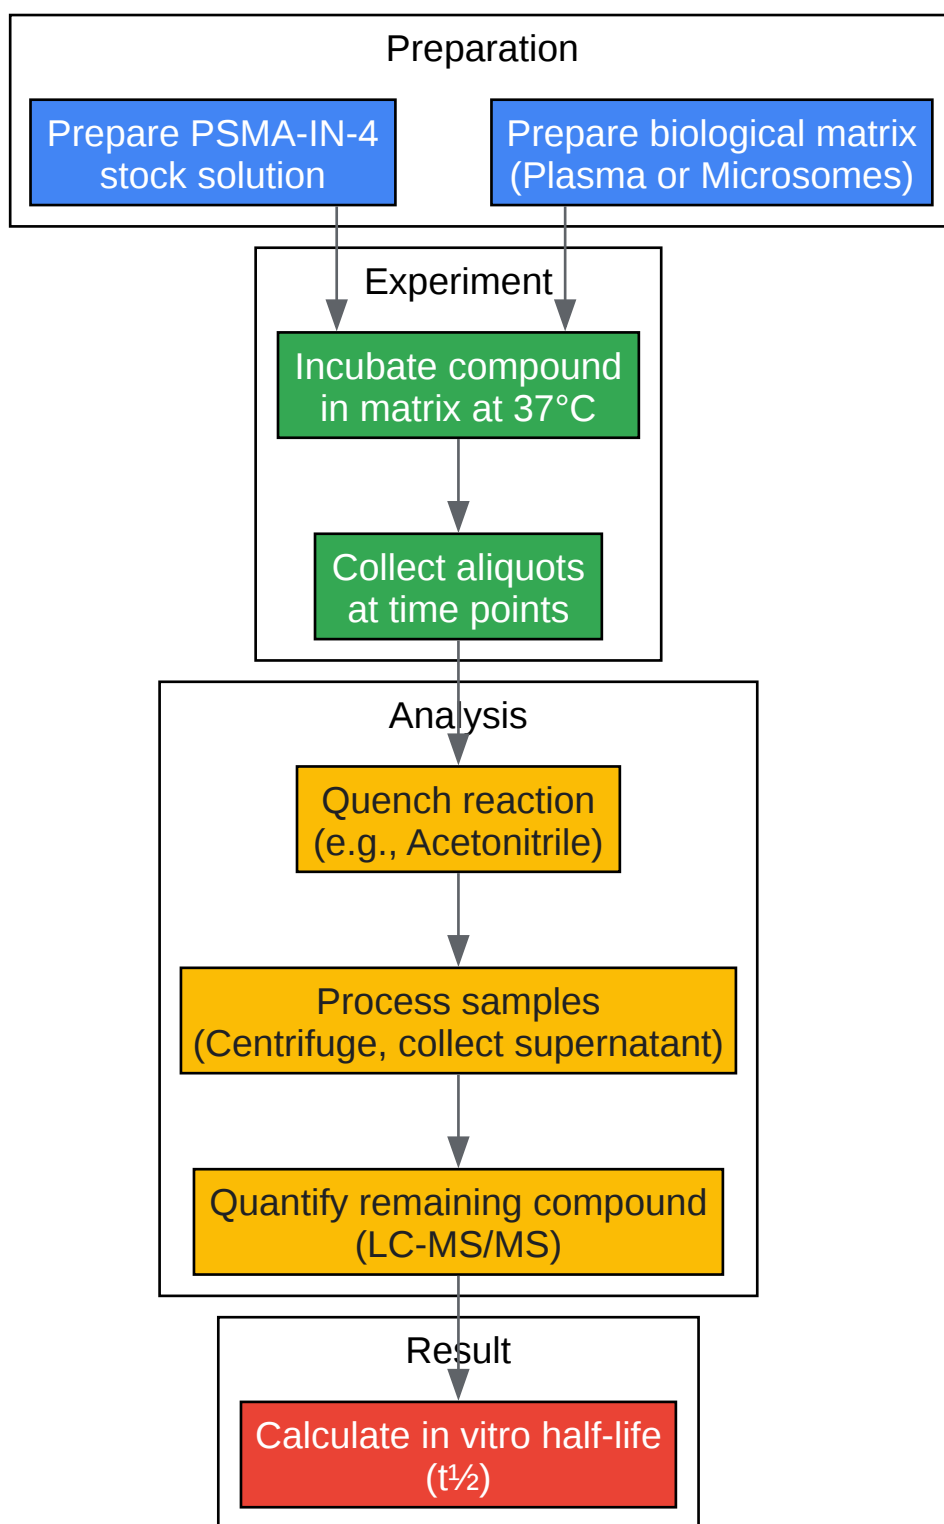 Preparation
Prepare PSMA-IN-4
stock solution
Prepare biological matrix
(Plasma or Microsomes)
Experiment
Incubate compound
in matrix at 37°C
Collect aliquots
at time points
Analysis
Quench reaction
(e.g., Acetonitrile)
Process samples
(Centrifuge, collect supernatant)
Quantify remaining compound
(LC-MS/MS)
Result
Calculate in vitro half-life
(t½)